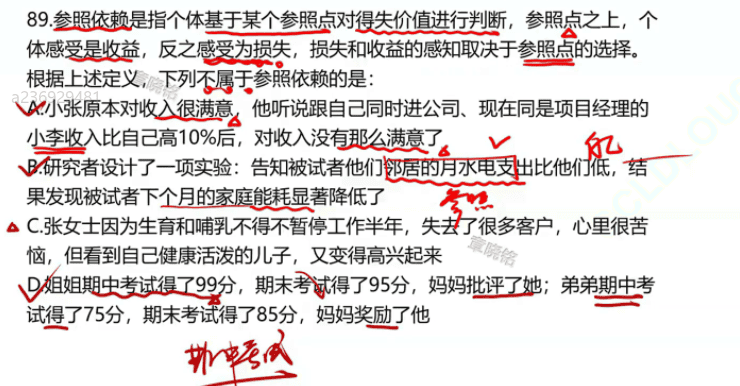 89.参照依赖是指个体基于某个参照点对得失价值进行判断，参照点之上，个
体感受是收益，反之感受为损失，损失和收益的感知取决于参照点的选择。
根据上述定义，下列不属于参照依赖的是：
A.小张原本对收入很满意，他听说跟自己同时进公司、现在同是项目经理的
小李收入比自己高10%后，对收入没有那么满意了
B.研究者设计了一项实验：告知被试者他们邻居的月水电支出比他们低，结
果发现被试者下个月的家庭能耗显著降低了
参照
C.张女士因为生育和哺乳不得不暂停工作半年，失去了很多客户，心里很苦
恼，但看到自己健康活泼的儿子，又变得高兴起来
D.姐姐期中考试得了99分，期末考试得了95分，妈妈批评了她；弟弟期中考
试得了75分，期末考试得了85分，妈妈奖励了他
期中考试
a236929481
章晓铭
章晓铭